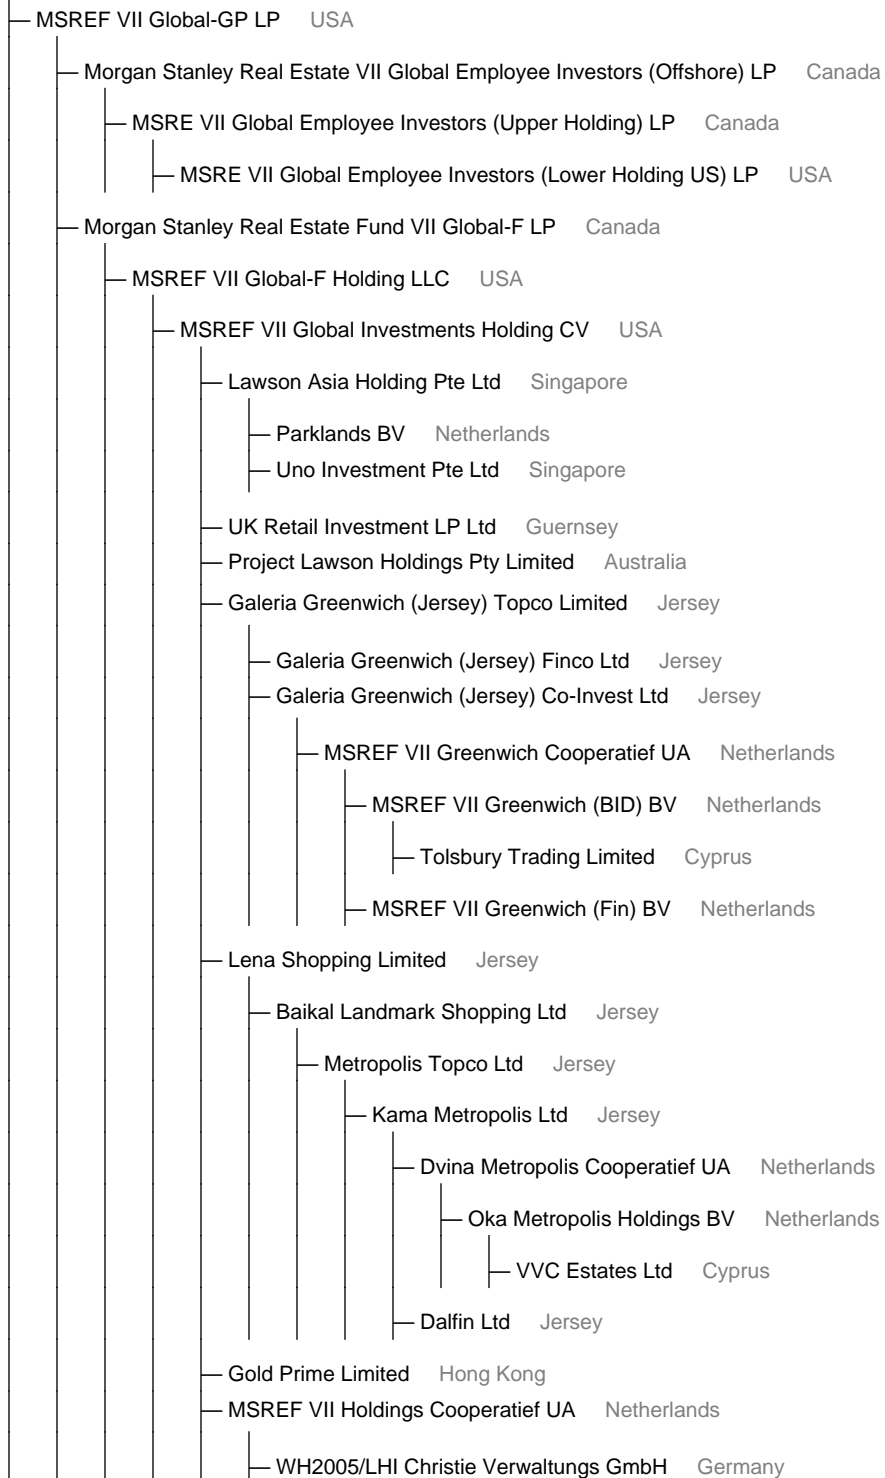 MSREF VII Global-GP LP USA
Morgan Stanley Real Estate VII Global Employee Investors (Offshore) LP Canada
MSRE VII Global Employee Investors (Upper Holding) LP Canada
MSRE VII Global Employee Investors (Lower Holding US) LP USA
Morgan Stanley Real Estate Fund VII Global-F LP Canada
MSREF VII Global-F Holding LLC USA
MSREF VII Global Investments Holding CV USA
Lawson Asia Holding Pte Ltd Singapore
Parklands BV Netherlands
Uno Investment Pte Ltd Singapore
UK Retail Investment LP Ltd Guernsey
Project Lawson Holdings Pty Limited Australia
Galeria Greenwich (Jersey) Topco Limited Jersey
Galeria Greenwich (Jersey) Finco Ltd Jersey
Galeria Greenwich (Jersey) Co-Invest Ltd Jersey
MSREF VII Greenwich Cooperatief UA Netherlands
MSREF VII Greenwich (BID) BV Netherlands
Tolsbury Trading Limited Cyprus
MSREF VII Greenwich (Fin) BV Netherlands
Lena Shopping Limited Jersey
Baikal Landmark Shopping Ltd Jersey
Metropolis Topco Ltd Jersey
Kama Metropolis Ltd Jersey
Dvina Metropolis Cooperatief UA Netherlands
Oka Metropolis Holdings BV Netherlands
VVC Estates Ltd Cyprus
Dalfin Ltd Jersey
Gold Prime Limited Hong Kong
MSREF VII Holdings Cooperatief UA Netherlands
WH2005/LHI Christie Verwaltungs GmbH Germany